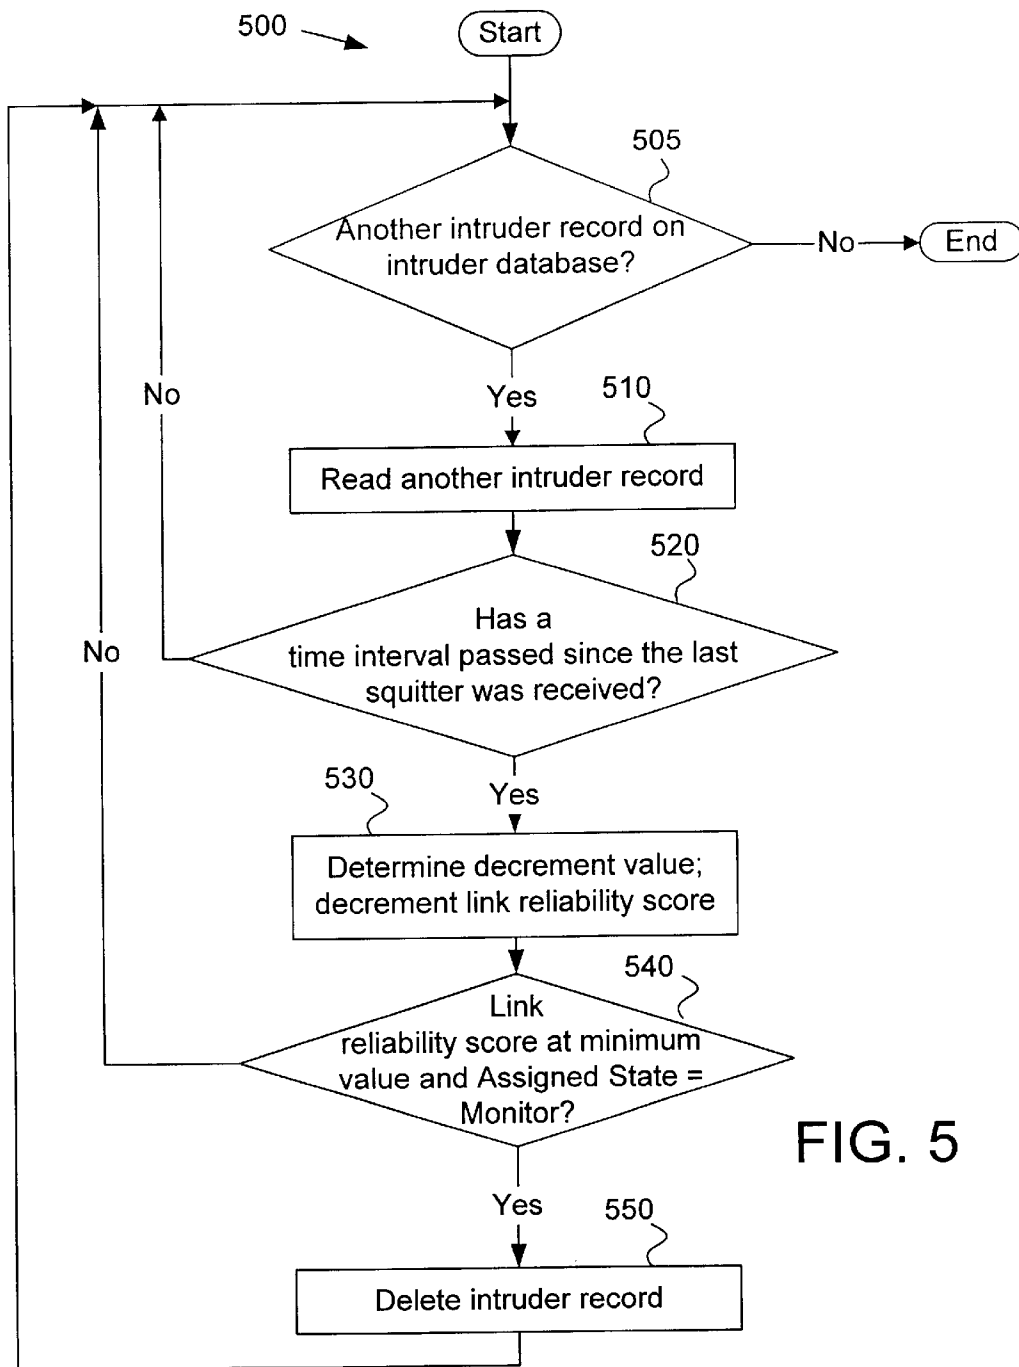 500
Start
505
Another intruder record on
intruder database?
No
End
Yes
510
No
Read another intruder record
520
Has a
time interval passed since the last
squitter was received?
No
Yes
530
Determine decrement value;
decrement link reliability score
540
Link
reliability score at minimum
value and Assigned State =
Monitor?
FIG. 5
Yes
550
Delete intruder record